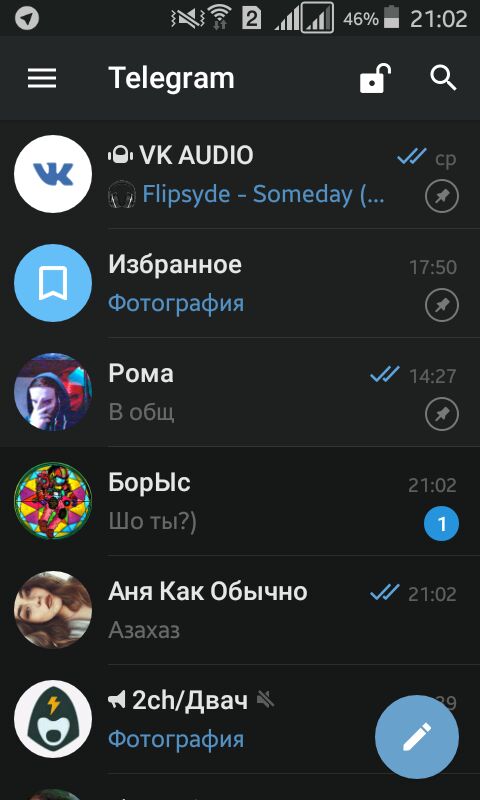 2 46% 21:02
Telegram
VK AUDIO ср
Flipsyde - Someday (...
Избранное 17:50
Фотография
Рома 14:27
В общ
БорЫс 21:02
Шо ты?) 1
Аня Как Обычно 21:02
Азахаз
2ch/Двач
Фотография